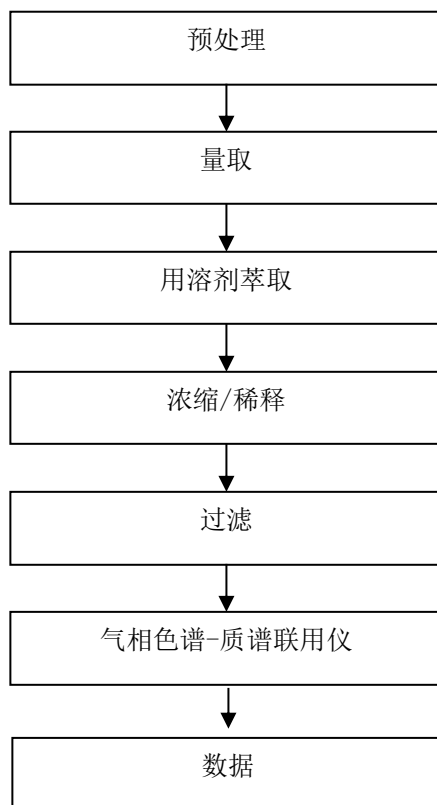 预处理
量取
用溶剂萃取
浓缩/稀释
过滤
气相色谱-质谱联用仪
数据